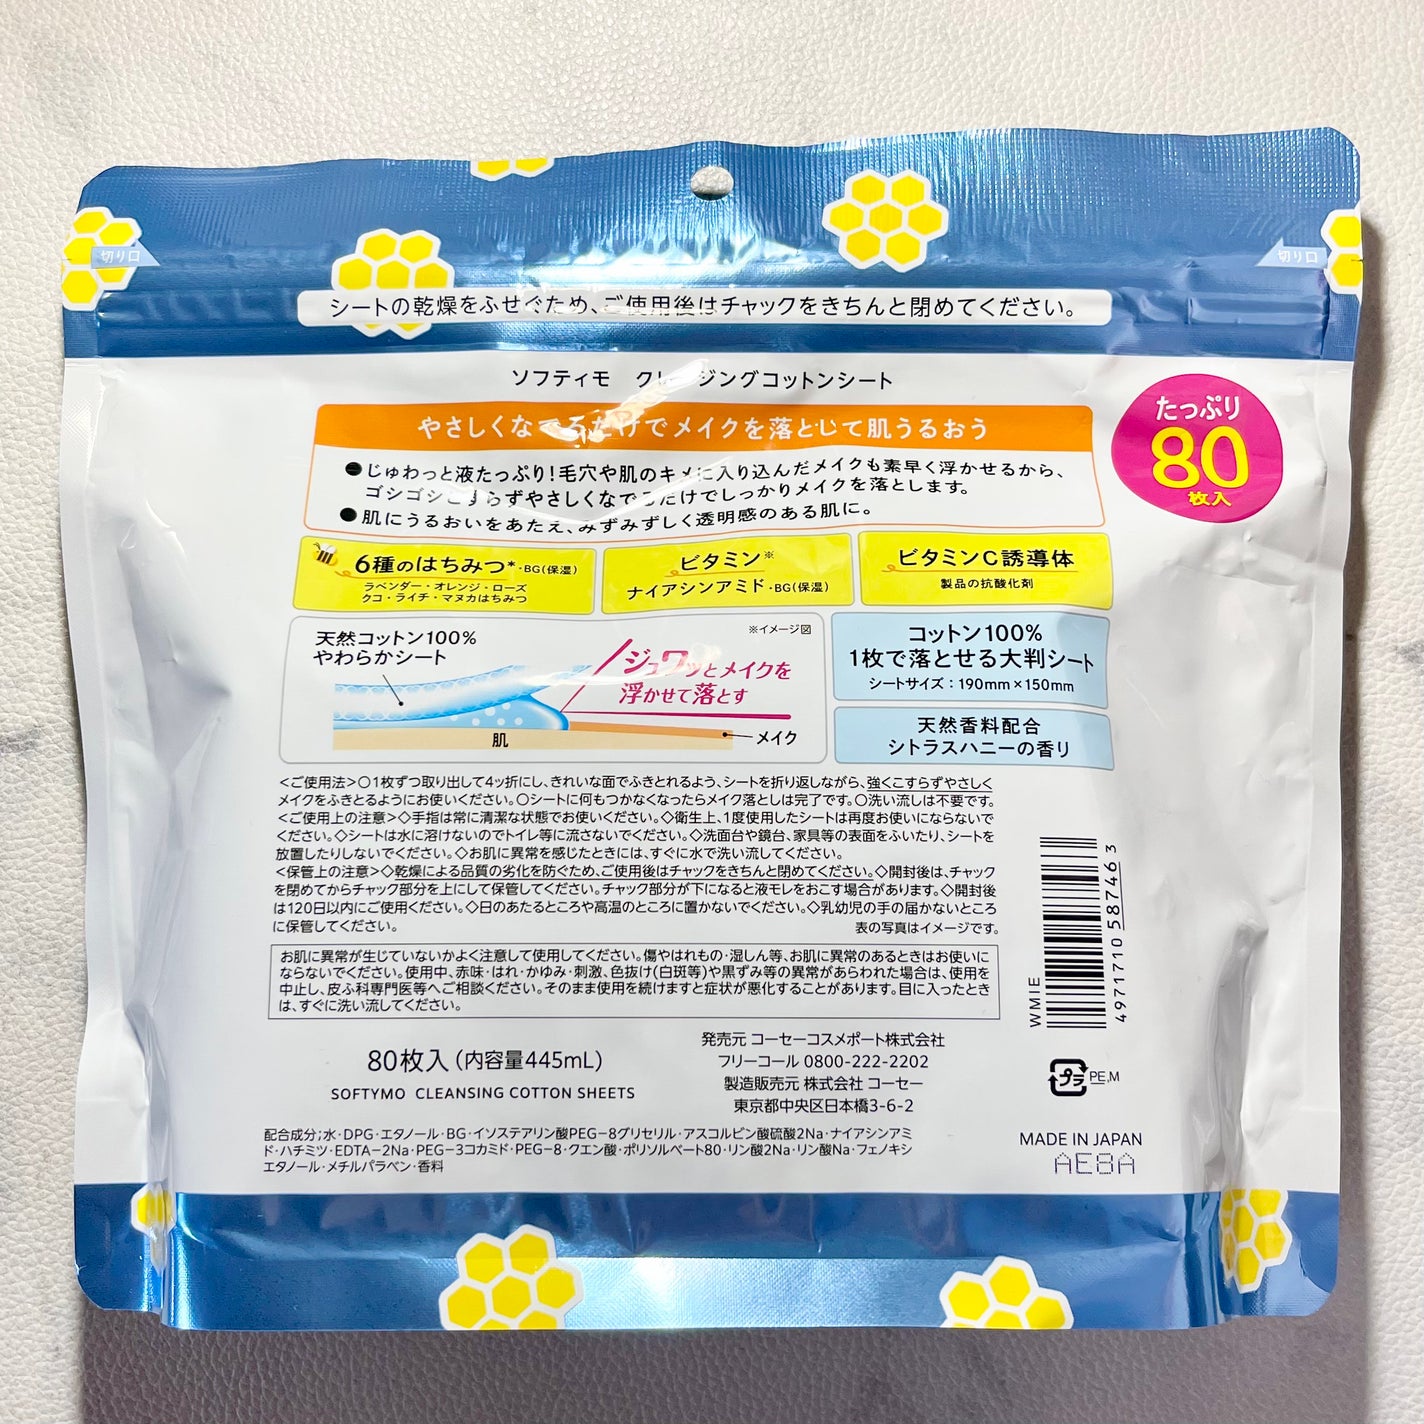 切り口
切り口
シートの乾燥をふせぐため、ご使用後はチャックをきちんと閉めてください。
ソフティモ クレージングコットンシート
たっぷり
80
枚入
やさしくなでるだけでメイクを落として肌うるおう
●じゅわっと液たっぷり!毛穴や肌のキメに入り込んだメイクも素早く浮かせるから、
ゴシゴシこすらずやさしくなでるだけでしっかりメイクを落とします。
●肌にうるおいをあたえ、みずみずしく透明感のある肌に。
6種のはちみつ*・BG(保湿)
ラベンダー・オレンジ・ローズ
クコ・ライチ・マヌカはちみつ
ビタミン※
ナイアシンアミド・BG(保湿)
ビタミンC誘導体
製品の抗酸化剤
天然コットン100%
やわらかシート
※イメージ図
ジュワッとメイクを
浮かせて落とす
肌
メイク
コットン100%
1枚で落とせる大判シート
シートサイズ:190mm×150mm
天然香料配合
シトラスハニーの香り
<ご使用法>○1枚ずつ取り出して4ッ折にし、きれいな面でふきとれるよう、シートを折り返しながら、強くこすらずやさしく
メイクをふきとるようにお使いください。○シートに何もつかなくなったらメイク落としは完了です。○洗い流しは不要です。
<ご使用上の注意>◇手指は常に清潔な状態でお使いください。◇衛生上、1度使用したシートは再度お使いにならないで
ください。◇シートは水に溶けないのでトイレ等に流さないでください。◇洗面台や鏡台、家具等の表面をふいたり、シートを
放置したりしないでください。◇お肌に異常を感じたときには、すぐに水で洗い流してください。
<保管上の注意>◇乾燥による品質の劣化を防ぐため、ご使用後はチャックをきちんと閉めてください。◇開封後は、チャック
を閉めてからチャック部分を上にして保管してください。チャック部分が下になると液モレをおこす場合があります。◇開封後
は120日以内にご使用ください。◇日のあたるところや高温のところに置かないでください。◇乳幼児の手の届かないところ
に保管してください。
表の写真はイメージです。
お肌に異常が生じていないかよく注意して使用してください。傷やはれもの・湿しん等、お肌に異常のあるときはお使いに
ならないでください。使用中、赤味・はれ・かゆみ・刺激、色抜け(白斑等)や黒ずみ等の異常があらわれた場合は、使用を
中止し、皮ふ科専門医等へご相談ください。そのまま使用を続けますと症状が悪化することがあります。目に入ったとき
は、すぐに洗い流してください。
WMIE
4971710 587463
80枚入(内容量445mL)
SOFTYMO CLEANSING COTTON SHEETS
発売元 コーセーコスメポート株式会社
フリーコール 0800-222-2202
製造販売元 株式会社 コーセー
東京都中央区日本橋3-6-2
プラ PE,M
配合成分;水・DPG・エタノール・BG・イソステアリン酸PEG-8グリセリル・アスコルビン酸硫酸2Na・ナイアシンアミ
ド・ハチミツ・EDTA-2Na・PEG-3コカミド・PEG-8・クエン酸・ポリソルベート80・リン酸2Na・リン酸Na・フェノキシ
エタノール・メチルパラベン・香料
MADE IN JAPAN
AE8A